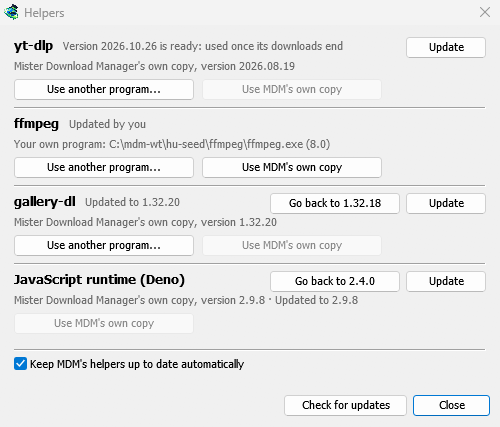 Helpers
yt-dlp Version 2026.10.26 is ready: used once its downloads end Update
Mister Download Manager's own copy, version 2026.08.19
Use another program... Use MDM's own copy
ffmpeg Updated by you
Your own program: C:\mdm-wt\hu-seed\ffmpeg\ffmpeg.exe (8.0)
Use another program... Use MDM's own copy
gallery-dl Updated to 1.32.20 Go back to 1.32.18 Update
Mister Download Manager's own copy, version 1.32.20
Use another program... Use MDM's own copy
JavaScript runtime (Deno) Go back to 2.4.0 Update
Mister Download Manager's own copy, version 2.9.8 · Updated to 2.9.8
Use MDM's own copy
Keep MDM's helpers up to date automatically
Check for updates Close